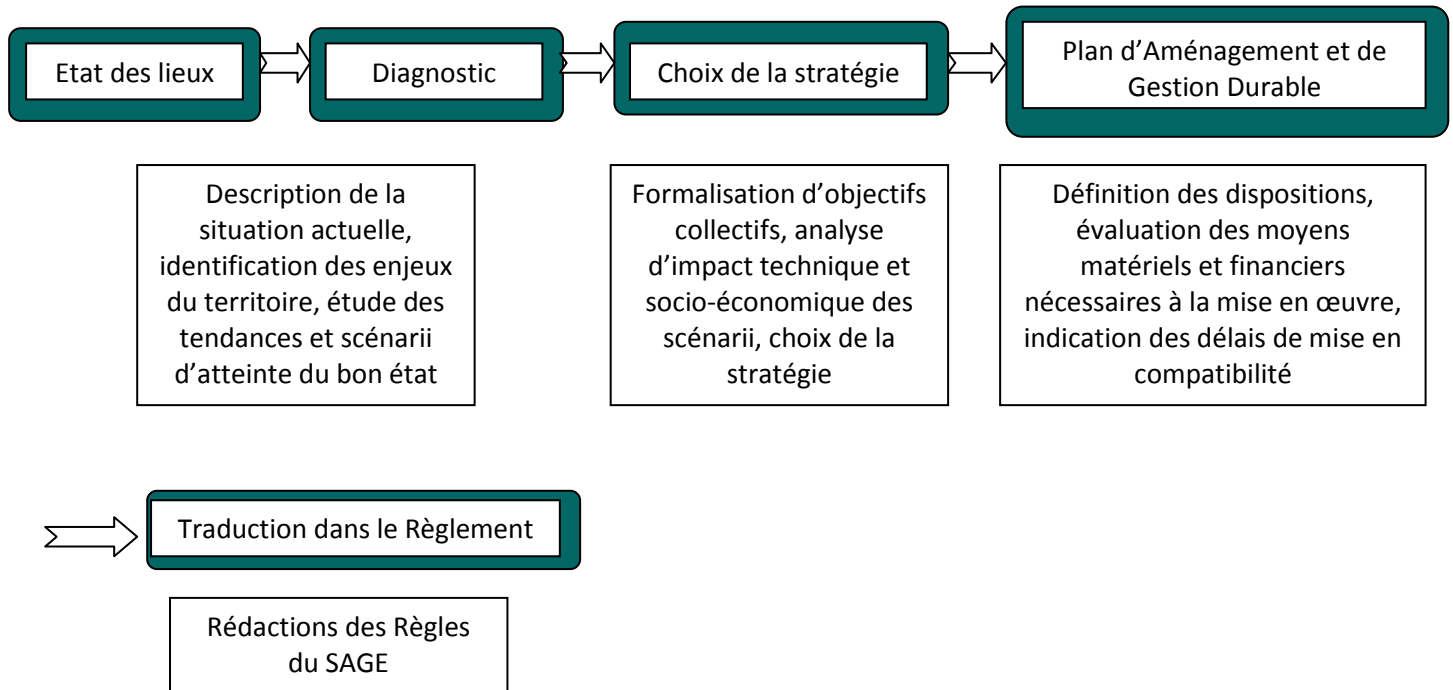 Etat des lieux
Diagnostic
Choix de la stratégie
Plan d’Aménagement et de
Gestion Durable
Description de la
situation actuelle,
identification des enjeux
du territoire, étude des
tendances et scénarii
d’atteinte du bon état
Formalisation d’objectifs
collectifs, analyse
d’impact technique et
socio-économique des
scénarii, choix de la
stratégie
Définition des dispositions,
évaluation des moyens
matériels et financiers
nécessaires à la mise en œuvre,
indication des délais de mise en
compatibilité
Traduction dans le Règlement
Rédactions des Règles
du SAGE